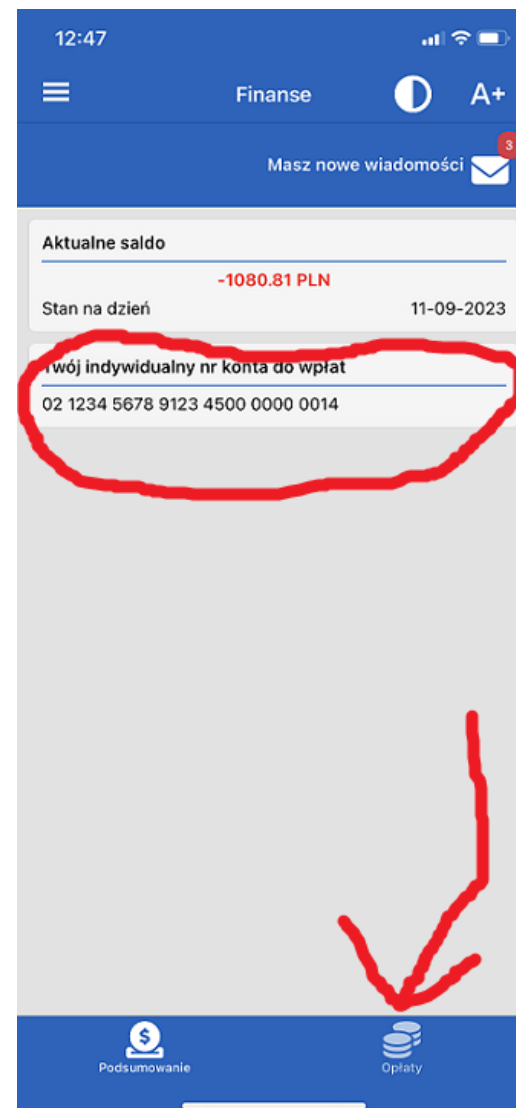 12:47
Finanse A+
3
Masz nowe wiadomości
Aktualne saldo
-1080.81 PLN
Stan na dzień 11-09-2023
Twój indywidualny nr konta do wpłat
02 1234 5678 9123 4500 0000 0014
$
Podsumowanie Opłaty